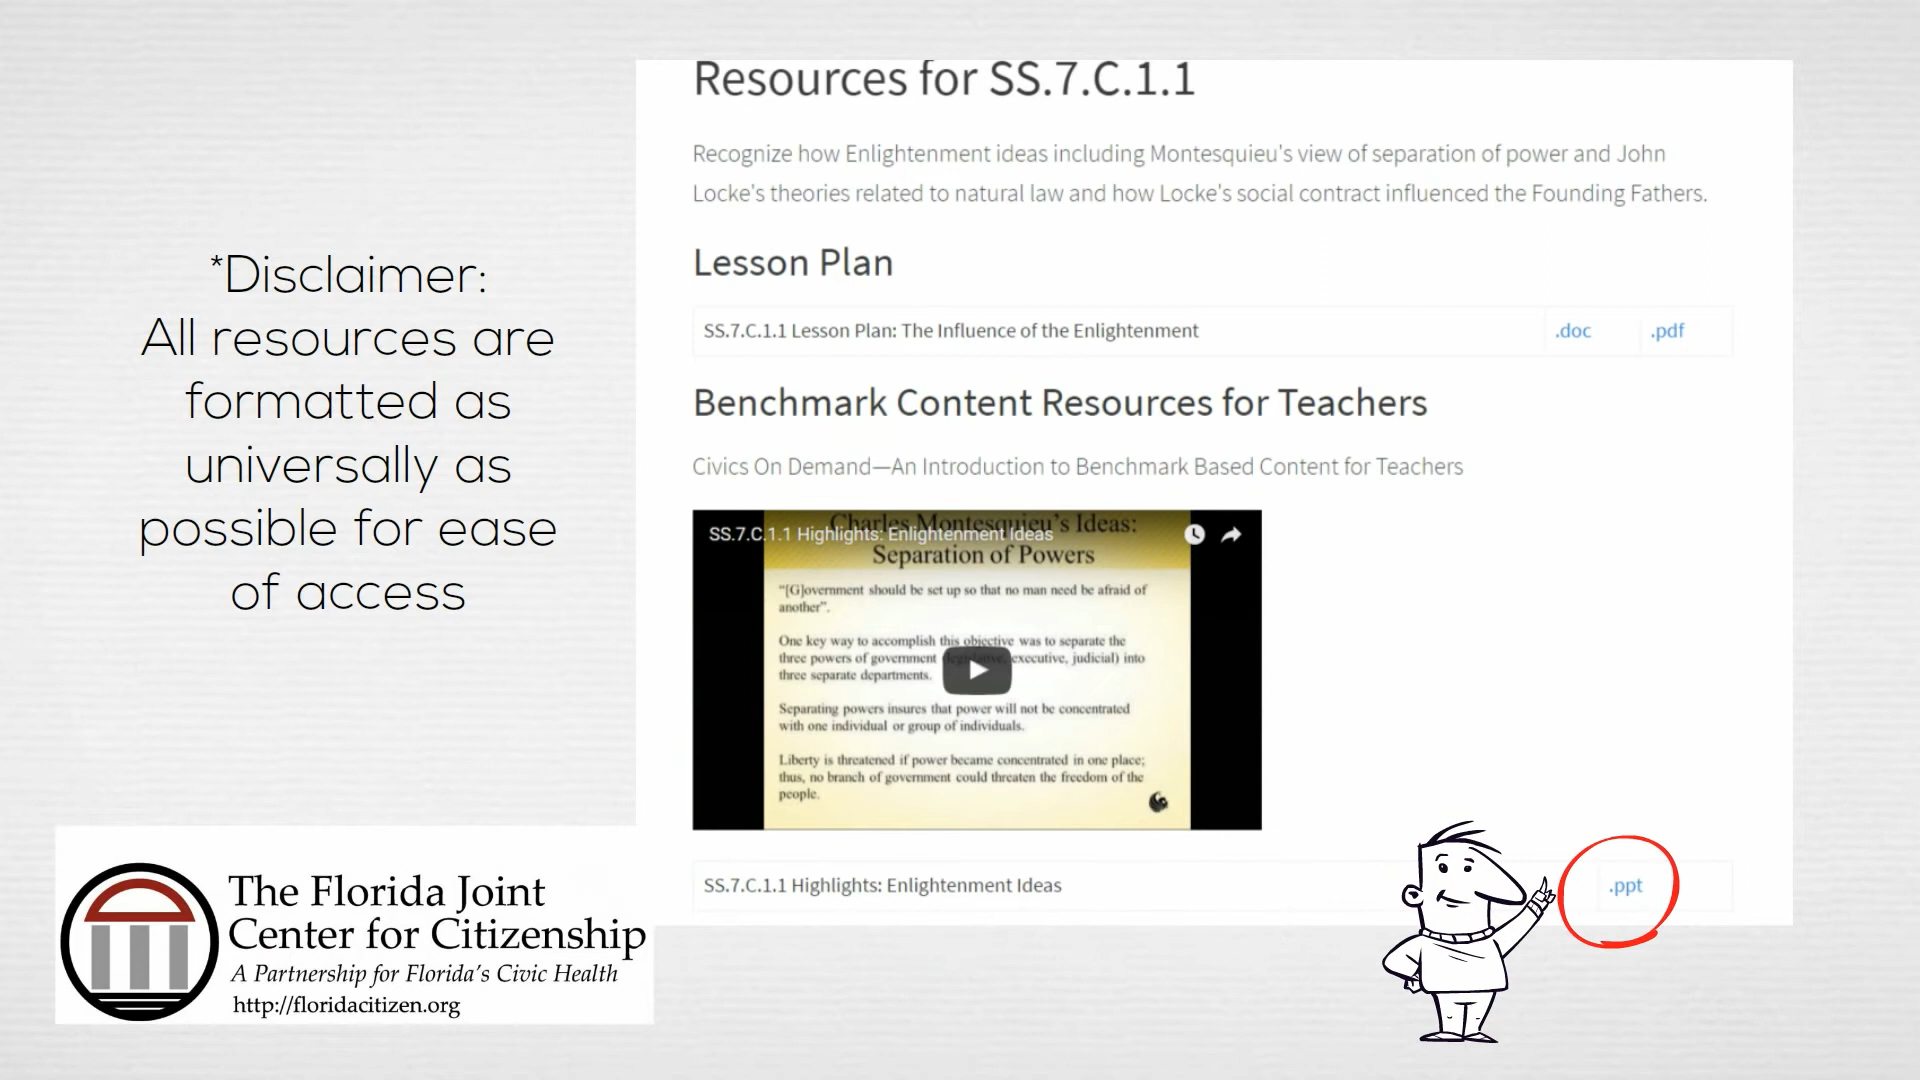 Resources for SS.7.C.1.1
Recognize how Enlightenment ideas including Montesquieu's view of separation of power and John
Locke's theories related to natural law and how Locke's social contract influenced the Founding Fathers.
Lesson Plan
SS.7.C.1.1 Lesson Plan: The Influence of the Enlightenment .doc .pdf
Benchmark Content Resources for Teachers
Civics On Demand—An Introduction to Benchmark Based Content for Teachers
SS.7.C.1.1 Highlights: Enlightenment Ideas
Charles Montesquieu's Ideas:
Separation of Powers
"[G]overnment should be set up so that no man need be afraid of
another".
One key way to accomplish this objective was to separate the
three powers of government (legislative, executive, judicial) into
three separate departments.
Separating powers insures that power will not be concentrated
with one individual or group of individuals.
Liberty is threatened if power became concentrated in one place;
thus, no branch of government could threaten the freedom of the
people.
SS.7.C.1.1 Highlights: Enlightenment Ideas .ppt
*Disclaimer:
All resources are
formatted as
universally as
possible for ease
of access
The Florida Joint
Center for Citizenship
A Partnership for Florida's Civic Health
http://floridacitizen.org